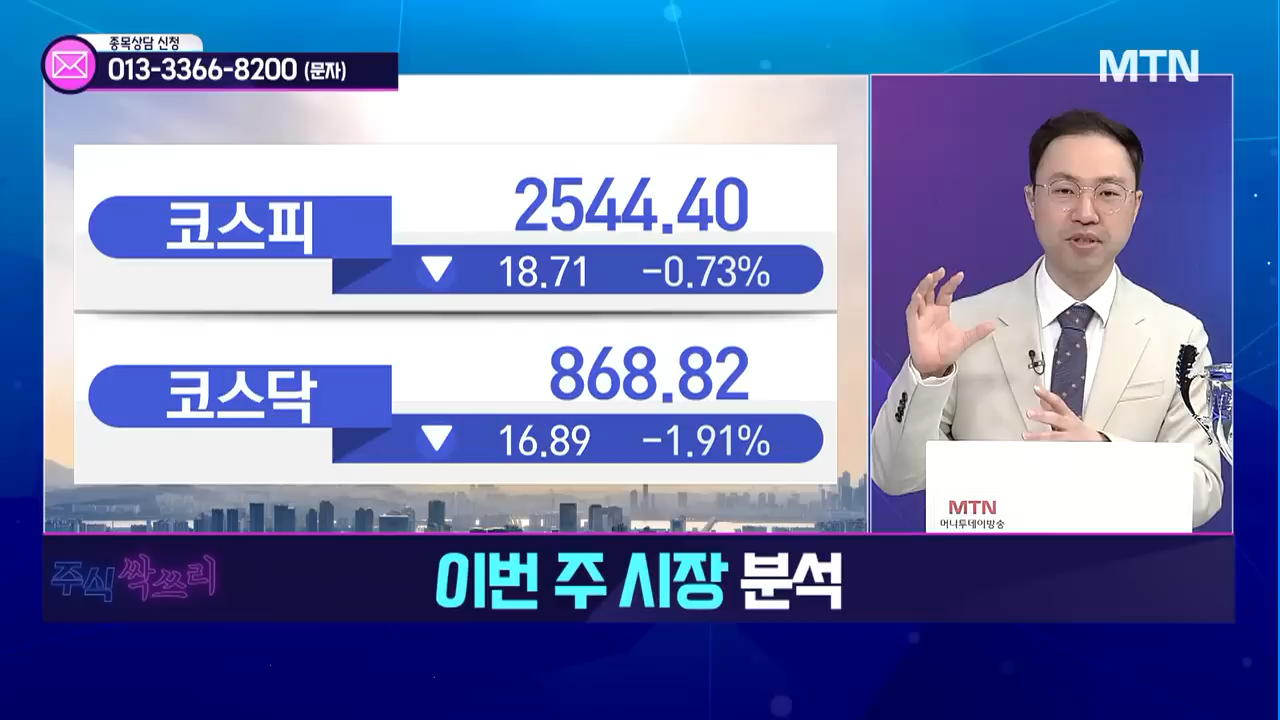 종목상담 신청
013-3366-8200 (문자)
MTN
코스피
2544.40
▼ 18.71 -0.73%
코스닥
868.82
▼ 16.89 -1.91%
MTN
머니투데이방송
주식 싹쓰리
이번 주 시장 분석